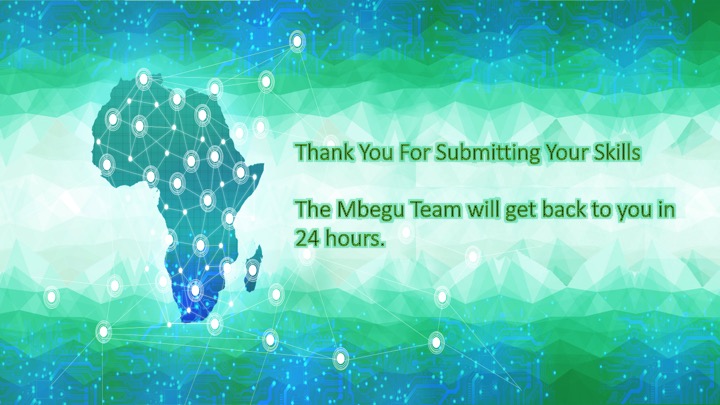 Thank You For Submitting Your Skills
The Mbegu Team will get back to you in
24 hours.